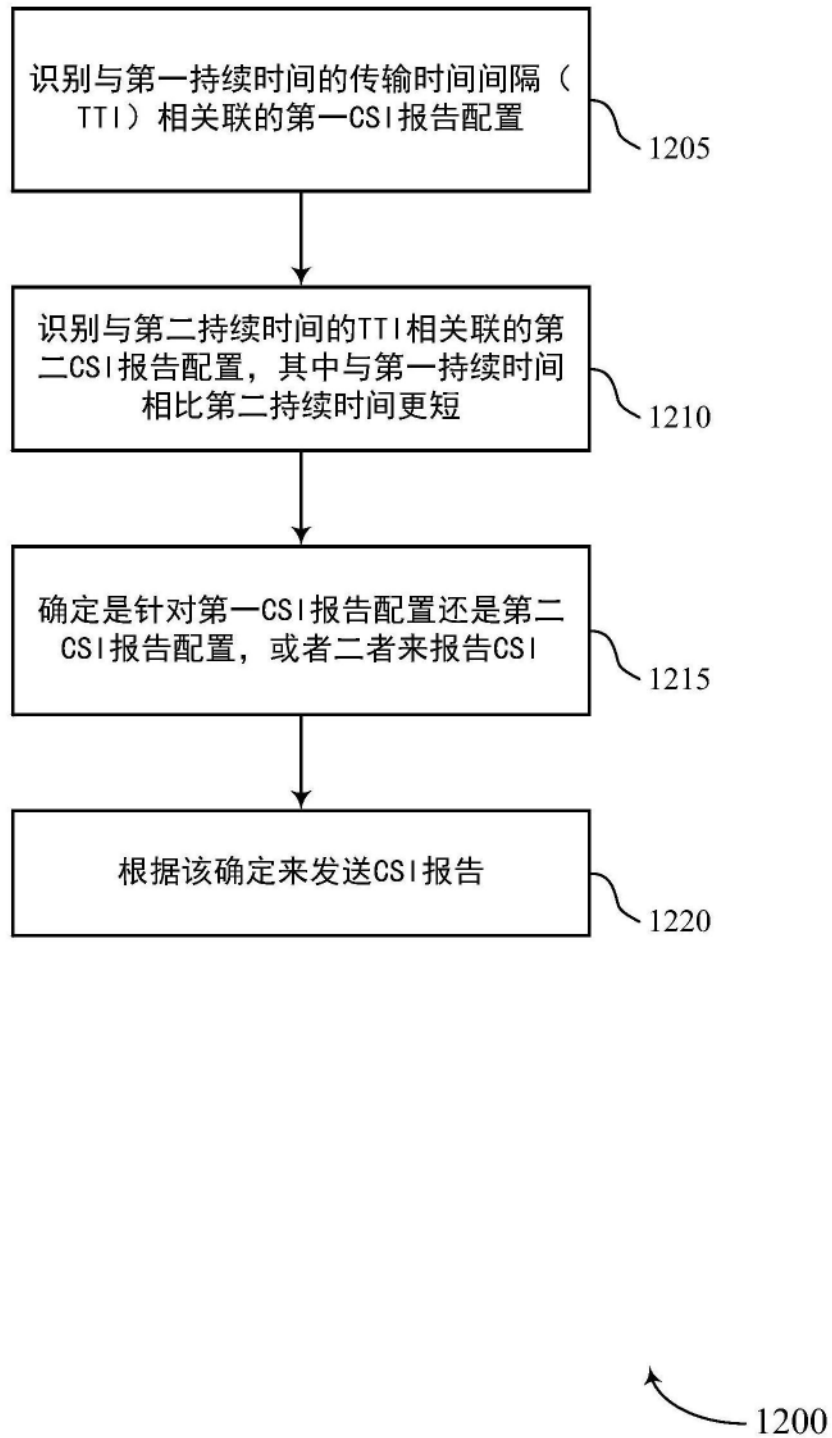 识别与第一持续时间的传输时间间隔（
TTI）相关联的第一CSI报告配置
1205
识别与第二持续时间的TTI相关联的第
二CSI报告配置，其中与第一持续时间
相比第二持续时间更短
1210
确定是针对第一CSI报告配置还是第二
CSI报告配置，或者二者来报告CSI
1215
根据该确定来发送CSI报告
1220
1200